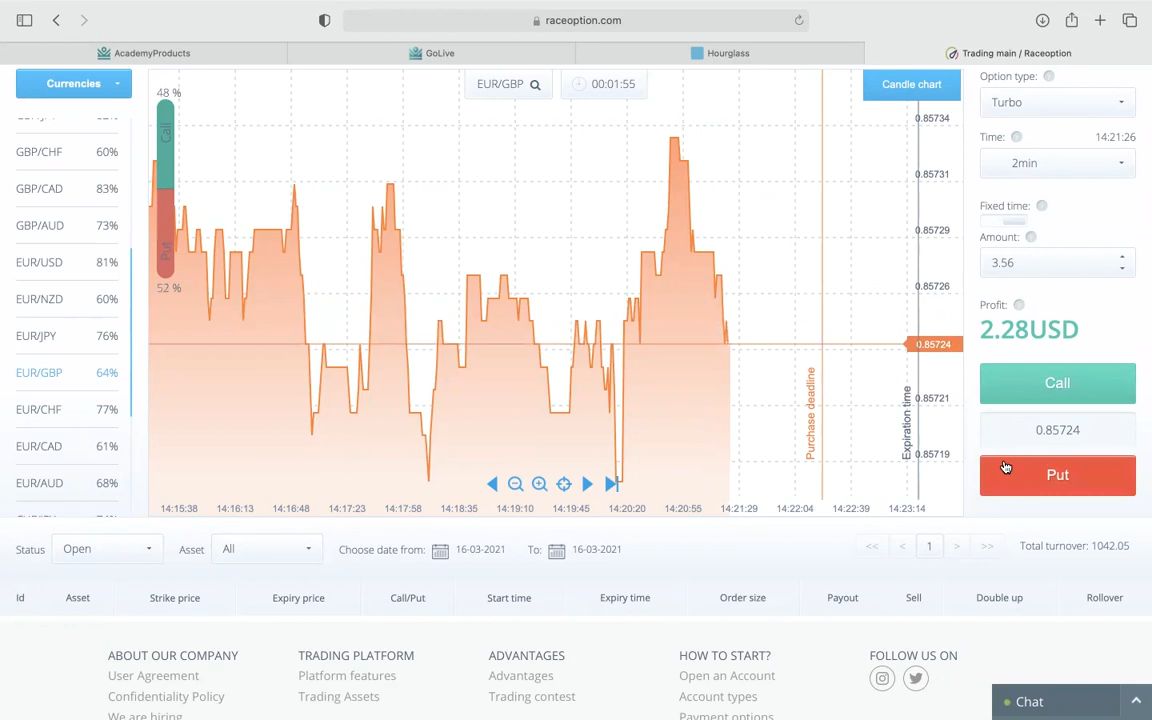 raceoption.com
AcademyProducts
GoLive
Hourglass
Trading main / Raceoption
Currencies
GBP/CHF 60%
GBP/CAD 83%
GBP/AUD 73%
EUR/USD 81%
EUR/NZD 60%
EUR/JPY 76%
EUR/GBP 64%
EUR/CHF 77%
EUR/CAD 61%
EUR/AUD 68%
48 %
Call
Put
52 %
EUR/GBP
00:01:55
Candle chart
0.85734
0.85731
0.85729
0.85726
0.85724
0.85721
0.85719
Purchase deadline
Expiration time
14:15:38 14:16:13 14:16:48 14:17:23 14:17:58 14:18:35 14:19:10 14:19:45 14:20:20 14:20:55 14:21:29 14:22:04 14:22:39 14:23:14
Option type:
Turbo
Time: 14:21:26
2min
Fixed time:
Amount:
3.56
Profit:
2.28USD
Call
0.85724
Put
Status Open Asset All Choose date from: 16-03-2021 To: 16-03-2021 << < 1 > >> Total turnover: 1042.05
Id Asset Strike price Expiry price Call/Put Start time Expiry time Order size Payout Sell Double up Rollover
ABOUT OUR COMPANY
User Agreement
Confidentiality Policy
We are hiring
TRADING PLATFORM
Platform features
Trading Assets
ADVANTAGES
Advantages
Trading contest
HOW TO START?
Open an Account
Account types
Payment options
FOLLOW US ON
Chat